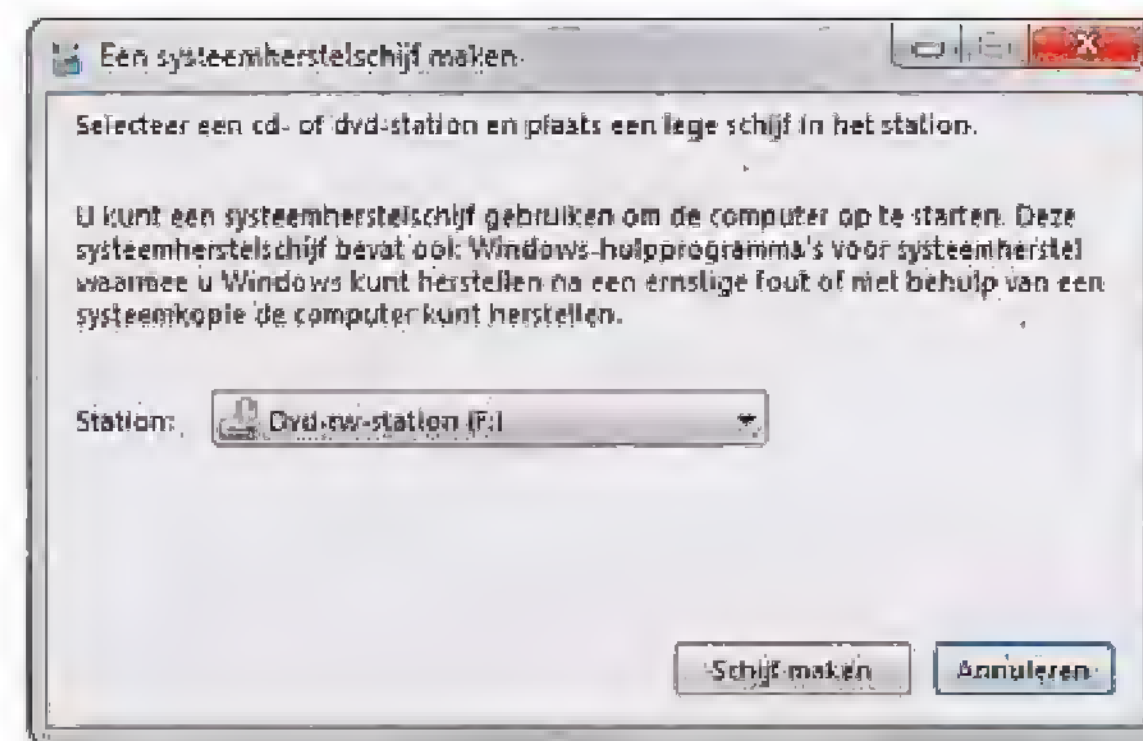 Een systeemherstelschijf maken
Selecteer een cd- of dvd-station en plaats een lege schijf in het station.
U kunt een systeemherstelschijf gebruiken om de computer op te starten. Deze
systeemherstelschijf bevat ook Windows-hulpprogramma's voor systeemherstel
waarmee u Windows kunt herstellen na een ernstige fout of met behulp van een
systeemkopie de computer kunt herstellen.
Station: Dvd-rw-station (F:)
Schijf maken Annuleren